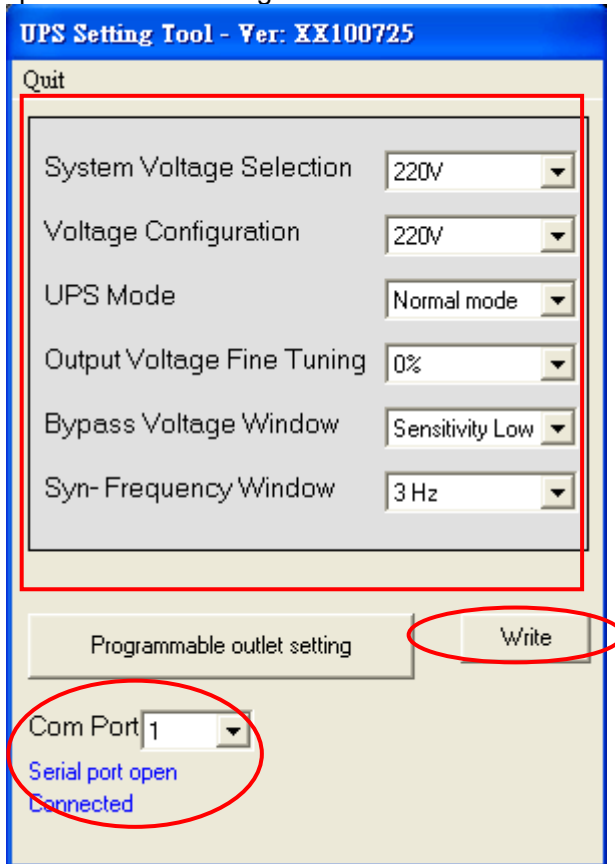 UPS Setting Tool - Ver: XX100725
Quit
System Voltage Selection 220V
Voltage Configuration 220V
UPS Mode Normal mode
Output Voltage Fine Tuning 0%
Bypass Voltage Window Sensitivity Low
Syn- Frequency Window 3 Hz
Programmable outlet setting Write
Com Port 1
Serial port open
Connected